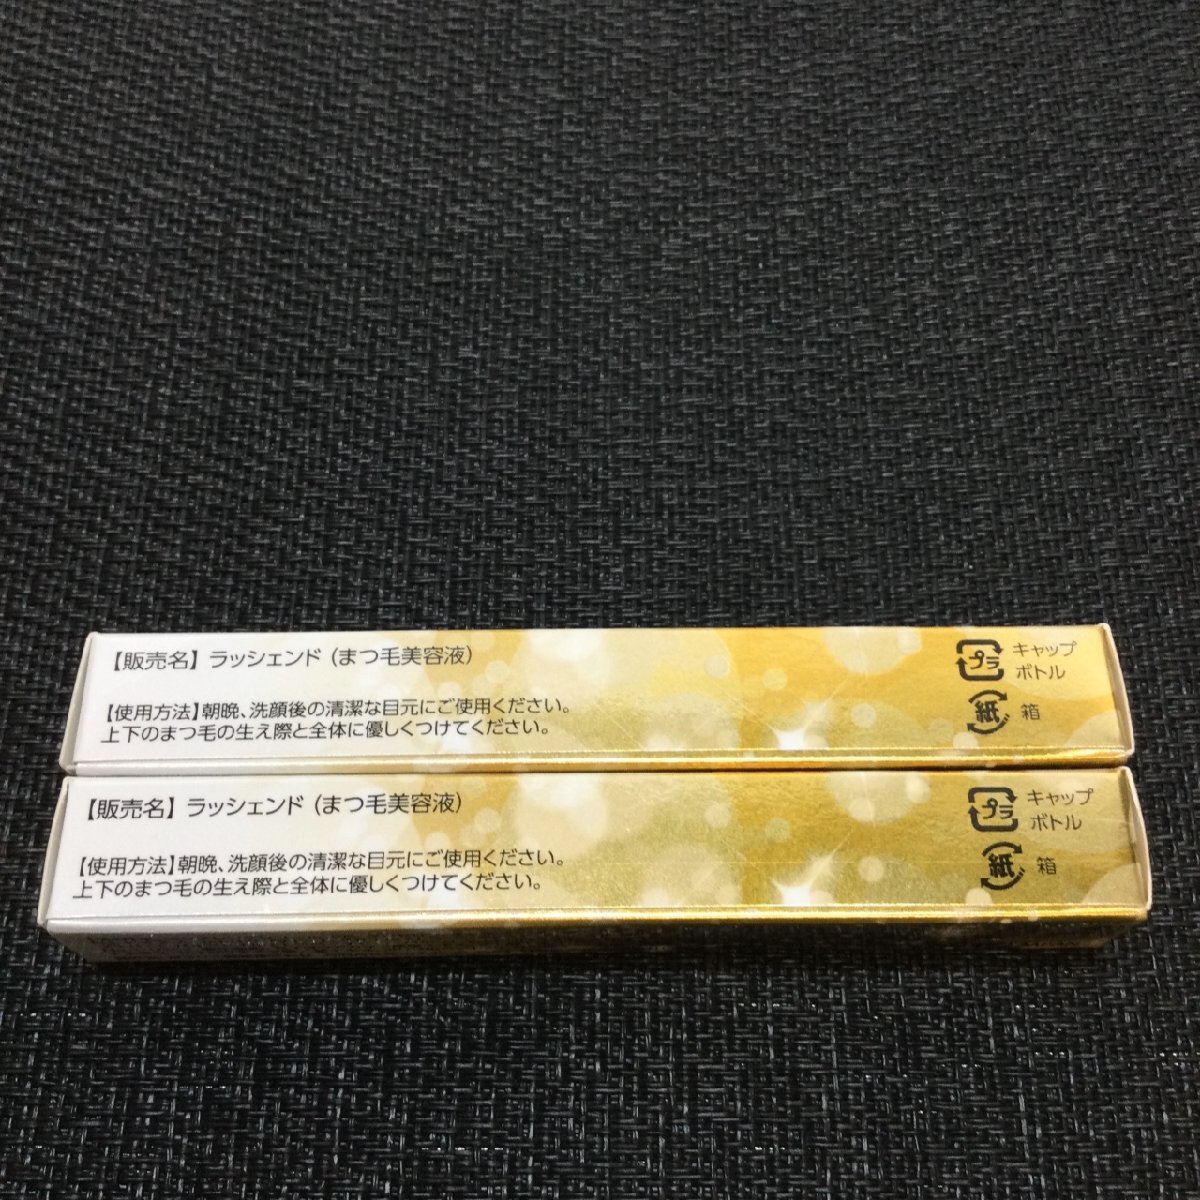 【販売名】ラッシェンド(まつ毛美容液)
【使用方法】朝晩、洗顔後の清潔な目元にご使用ください。
上下のまつ毛の生え際と全体に優しくつけてください。
プラ キャップ
ボトル
紙 箱
【販売名】ラッシェンド(まつ毛美容液)
【使用方法】朝晩、洗顔後の清潔な目元にご使用ください。
上下のまつ毛の生え際と全体に優しくつけてください。
プラ キャップ
ボトル
紙 箱